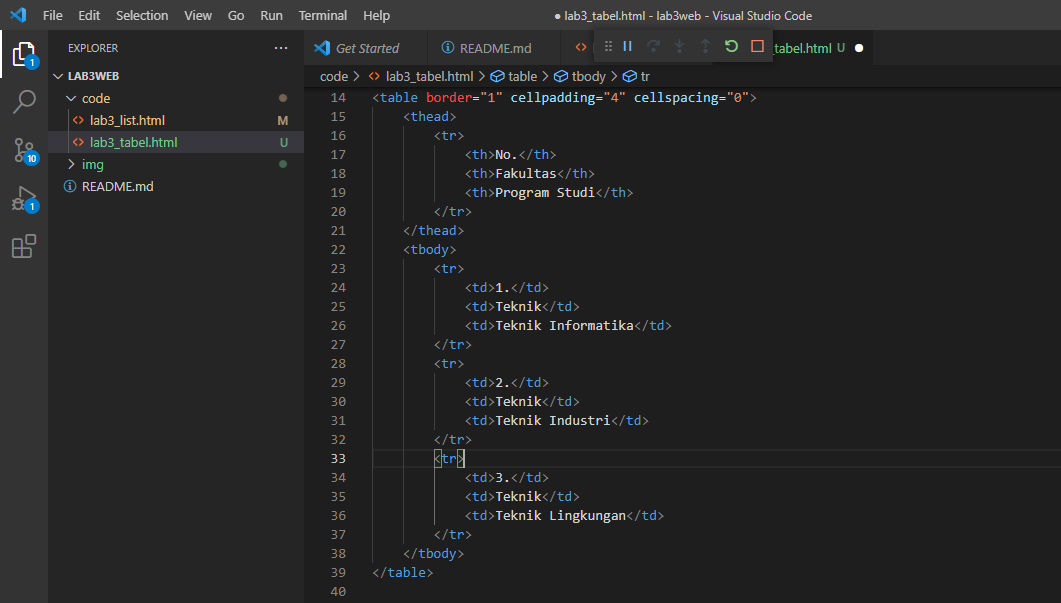 File Edit Selection View Go Run Terminal Help ● lab3_tabel.html - lab3web - Visual Studio Code
EXPLORER ···
Get Started README.md tabel.html U ●
1
LAB3WEB
code > lab3_tabel.html > table > tbody > tr
code
lab3_list.html M
lab3_tabel.html U
img
README.md
10
1
14 <table border="1" cellpadding="4" cellspacing="0">
15 <thead>
16 <tr>
17 <th>No.</th>
18 <th>Fakultas</th>
19 <th>Program Studi</th>
20 </tr>
21 </thead>
22 <tbody>
23 <tr>
24 <td>1.</td>
25 <td>Teknik</td>
26 <td>Teknik Informatika</td>
27 </tr>
28 <tr>
29 <td>2.</td>
30 <td>Teknik</td>
31 <td>Teknik Industri</td>
32 </tr>
33 <tr>
34 <td>3.</td>
35 <td>Teknik</td>
36 <td>Teknik Lingkungan</td>
37 </tr>
38 </tbody>
39 </table>
40